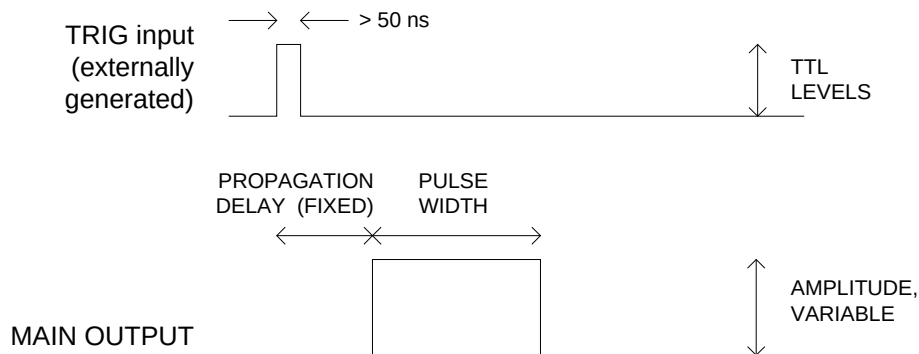 > 50 ns
TRIG input
(externally
generated)
TTL
LEVELS
PROPAGATION
DELAY (FIXED)
PULSE
WIDTH
AMPLITUDE,
VARIABLE
MAIN OUTPUT